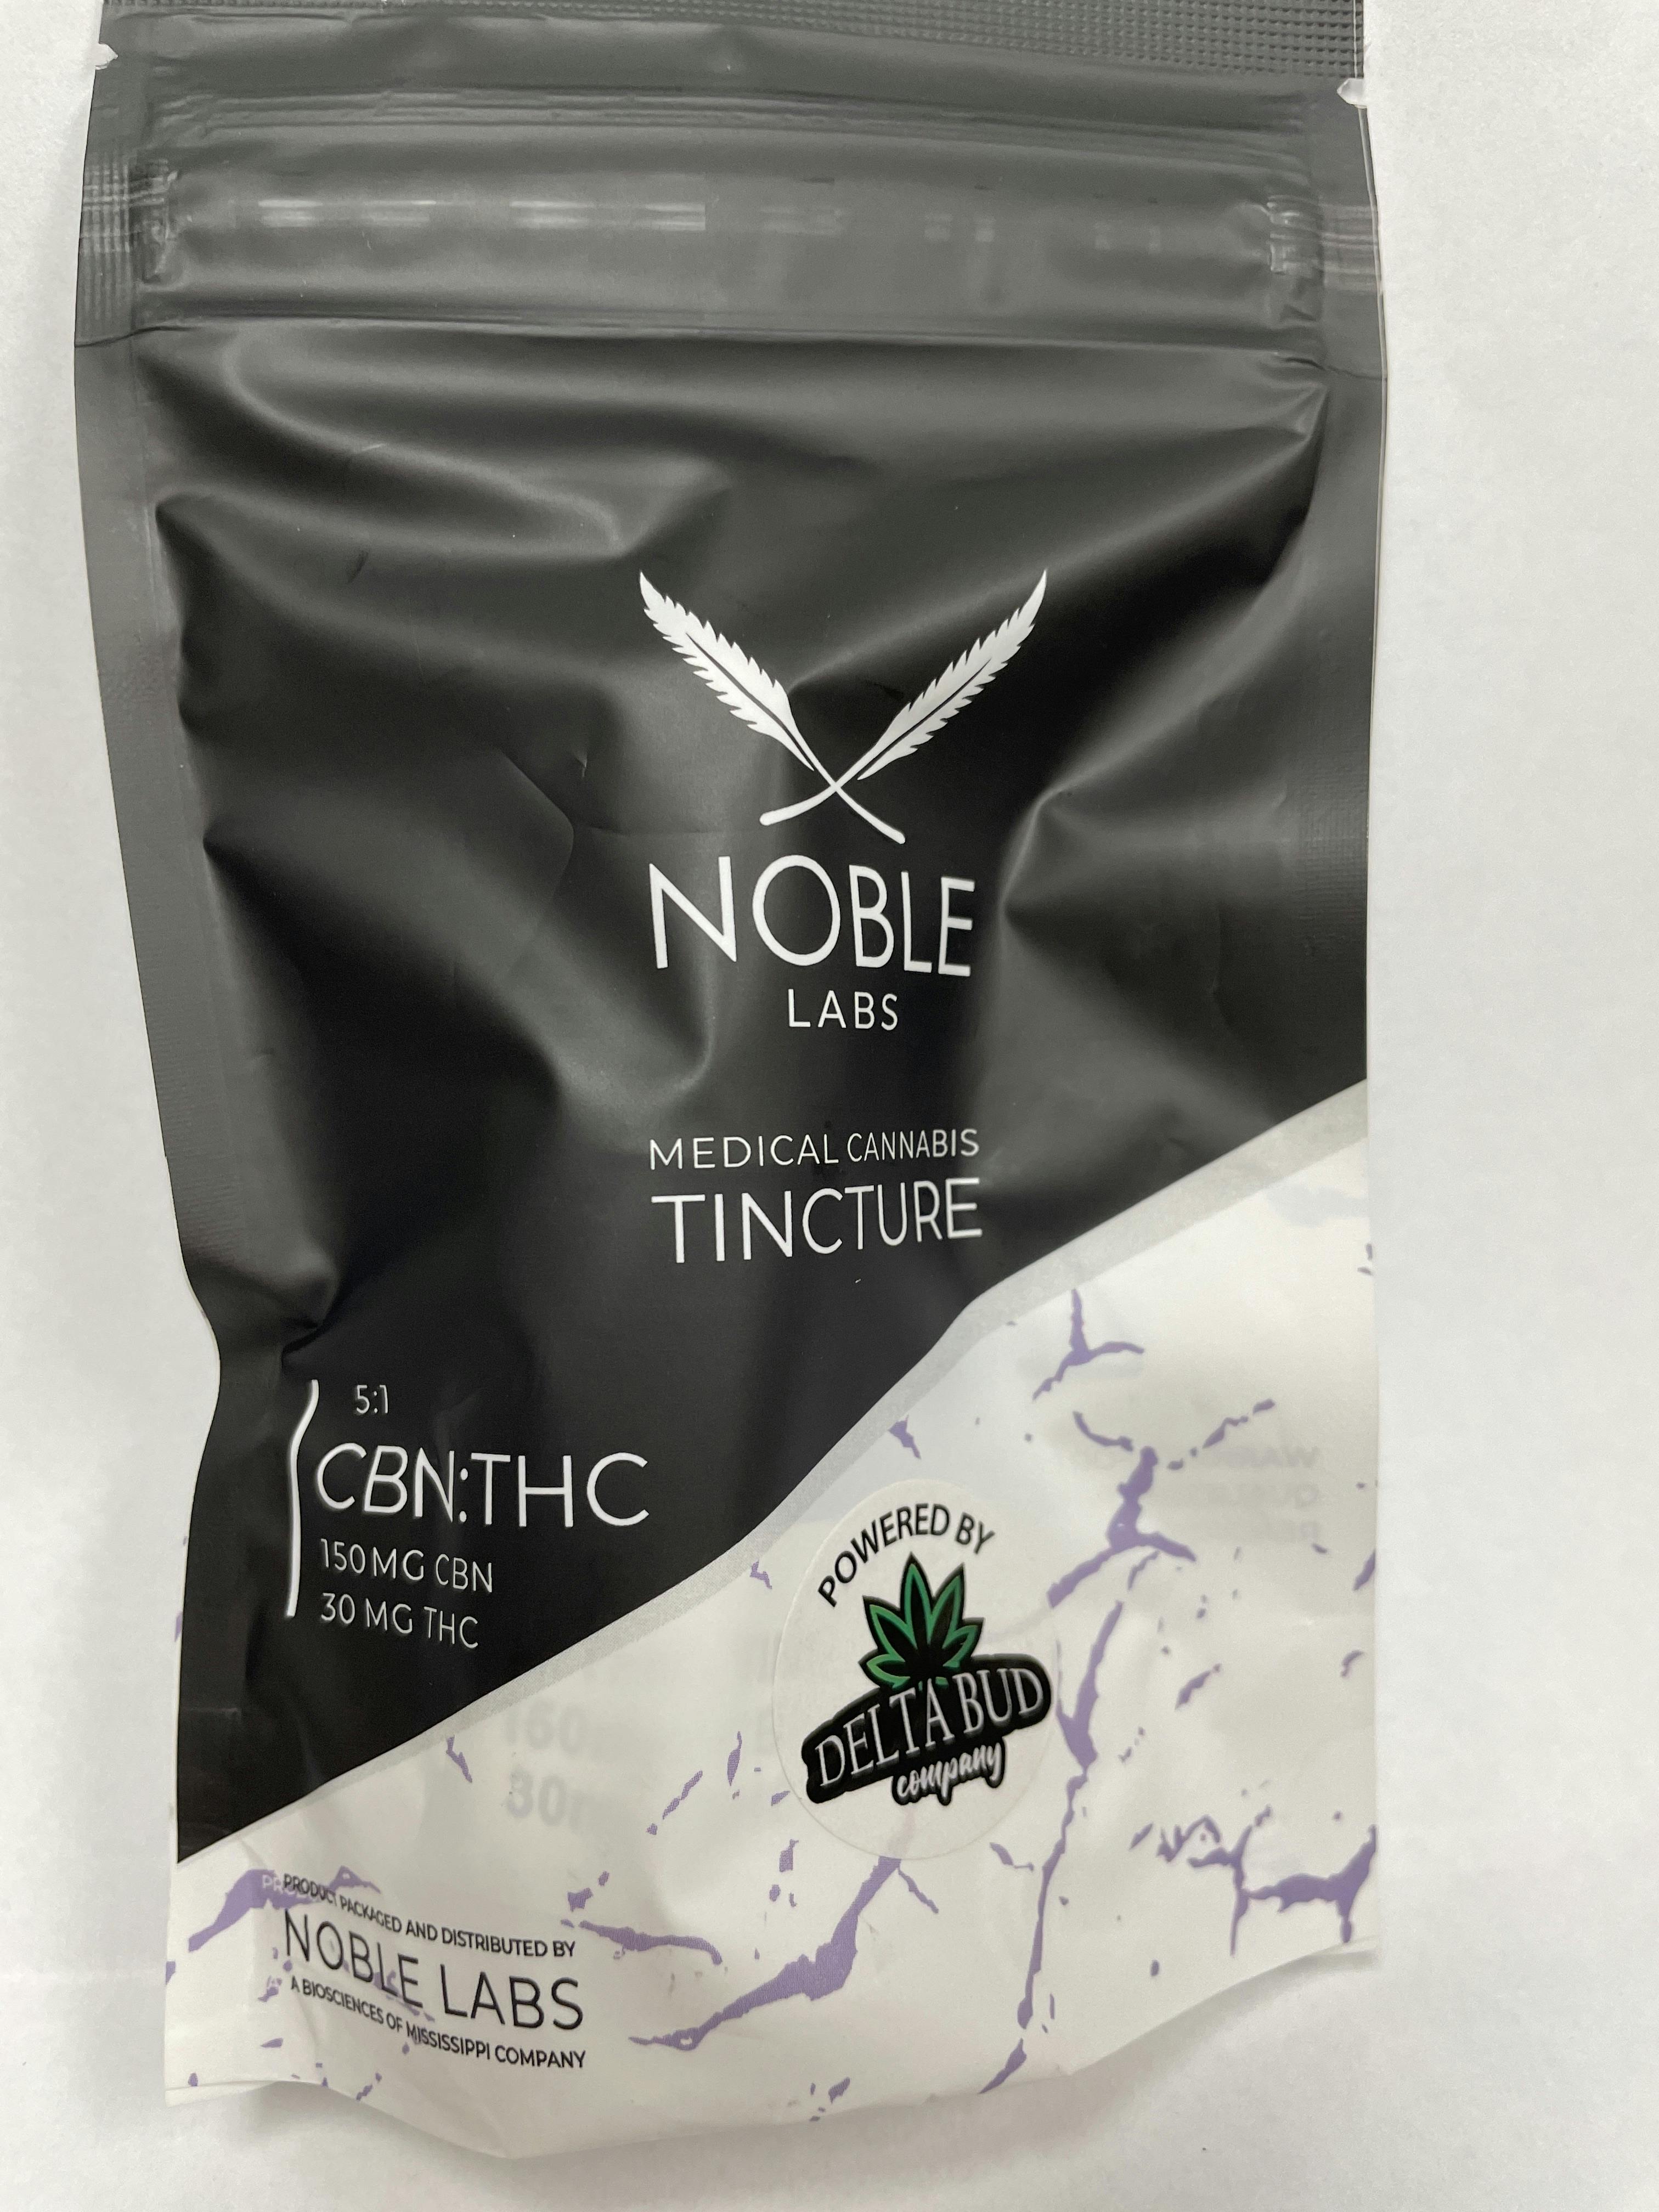 NOBLE
LABS
MEDICAL CANNABIS
TINCTURE
5:1
CBN:THC
150 MG CBN
30 MG THC
POWERED BY
DELTA BUD
company
PRODUCT PACKAGED AND DISTRIBUTED BY
NOBLE LABS
A BIOSCIENCES OF MISSISSIPPI COMPANY